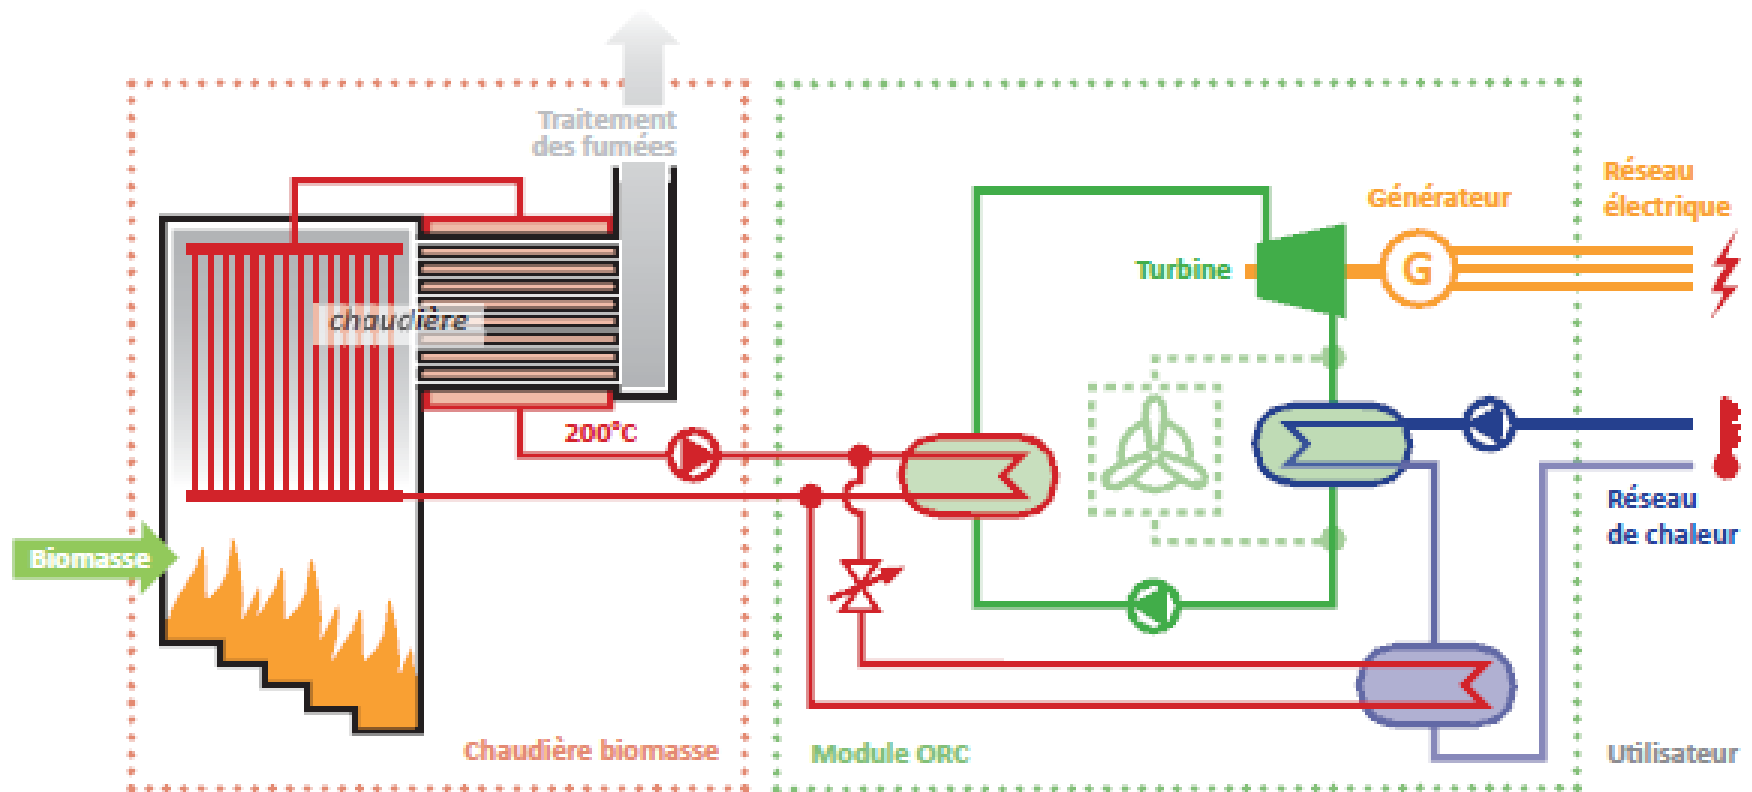 Traitement
des fumées
Réseau
électrique
Générateur
Turbine
G
chaudière
200°C
Réseau
de chaleur
Biomasse
Chaudière biomasse
Module ORC
Utilisateur